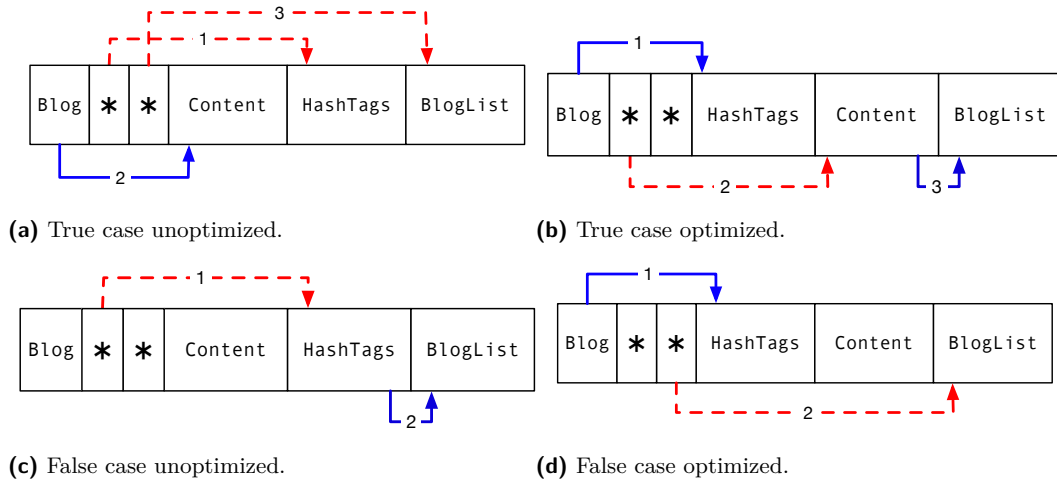 3
1
Blog * * Content HashTags BlogList
2
(a) True case unoptimized.
1
Blog * * HashTags Content BlogList
2 3
(b) True case optimized.
1
Blog * * Content HashTags BlogList
2
(c) False case unoptimized.
1
Blog * * HashTags Content BlogList
2
(d) False case optimized.